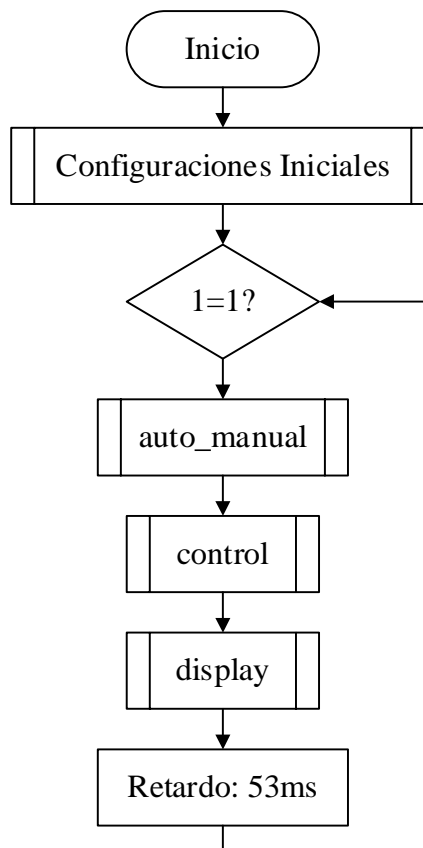 Inicio
Configuraciones Iniciales
1=1?
auto_manual
control
display
Retardo: 53ms